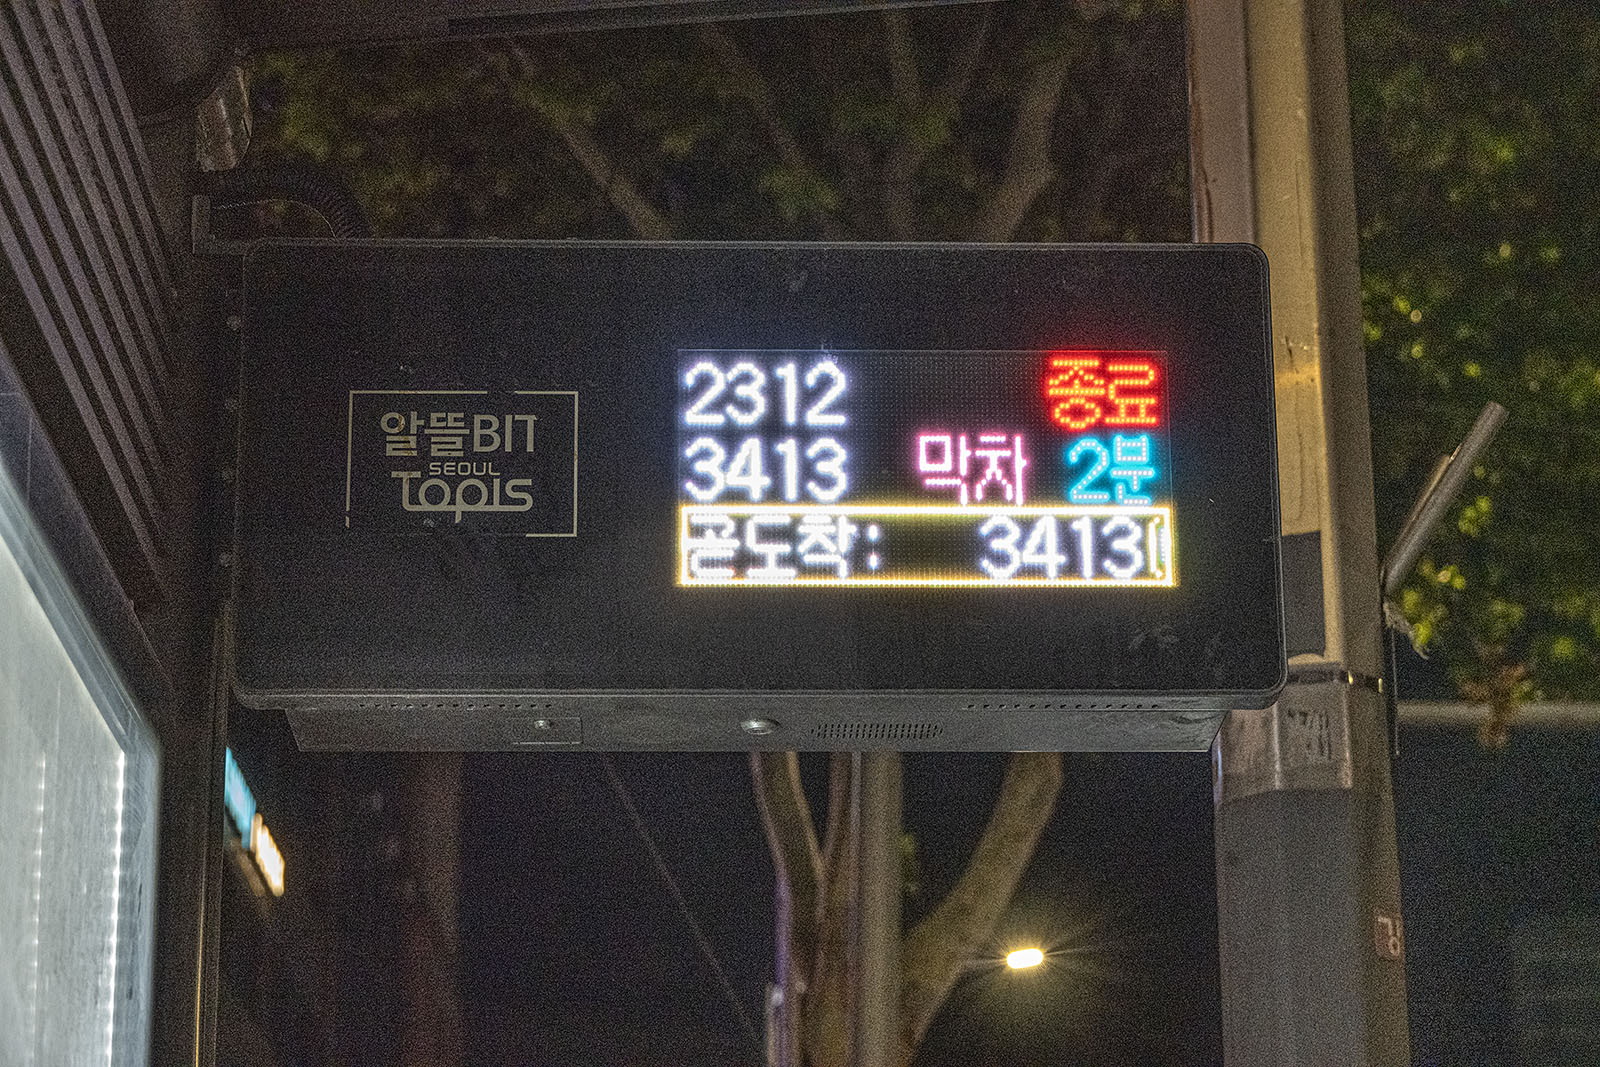 알뜰BIT
SEOUL
Topis
2312 종료
3413 막차 2분
곧도착: 3413(